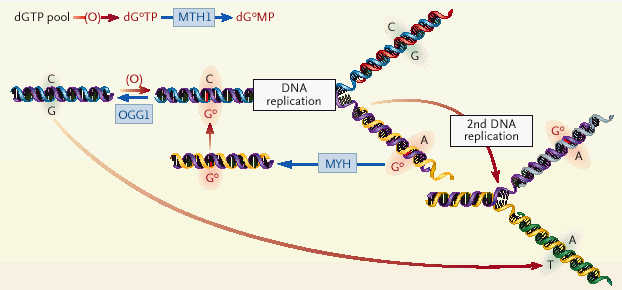 dGTP pool (O) dG°TP MTH1 dG°MP
C
G
(O)
OGG1
C
G°
DNA
replication
C
G
2nd DNA
replication
G°
A
A
G°
MYH
G°
A
T